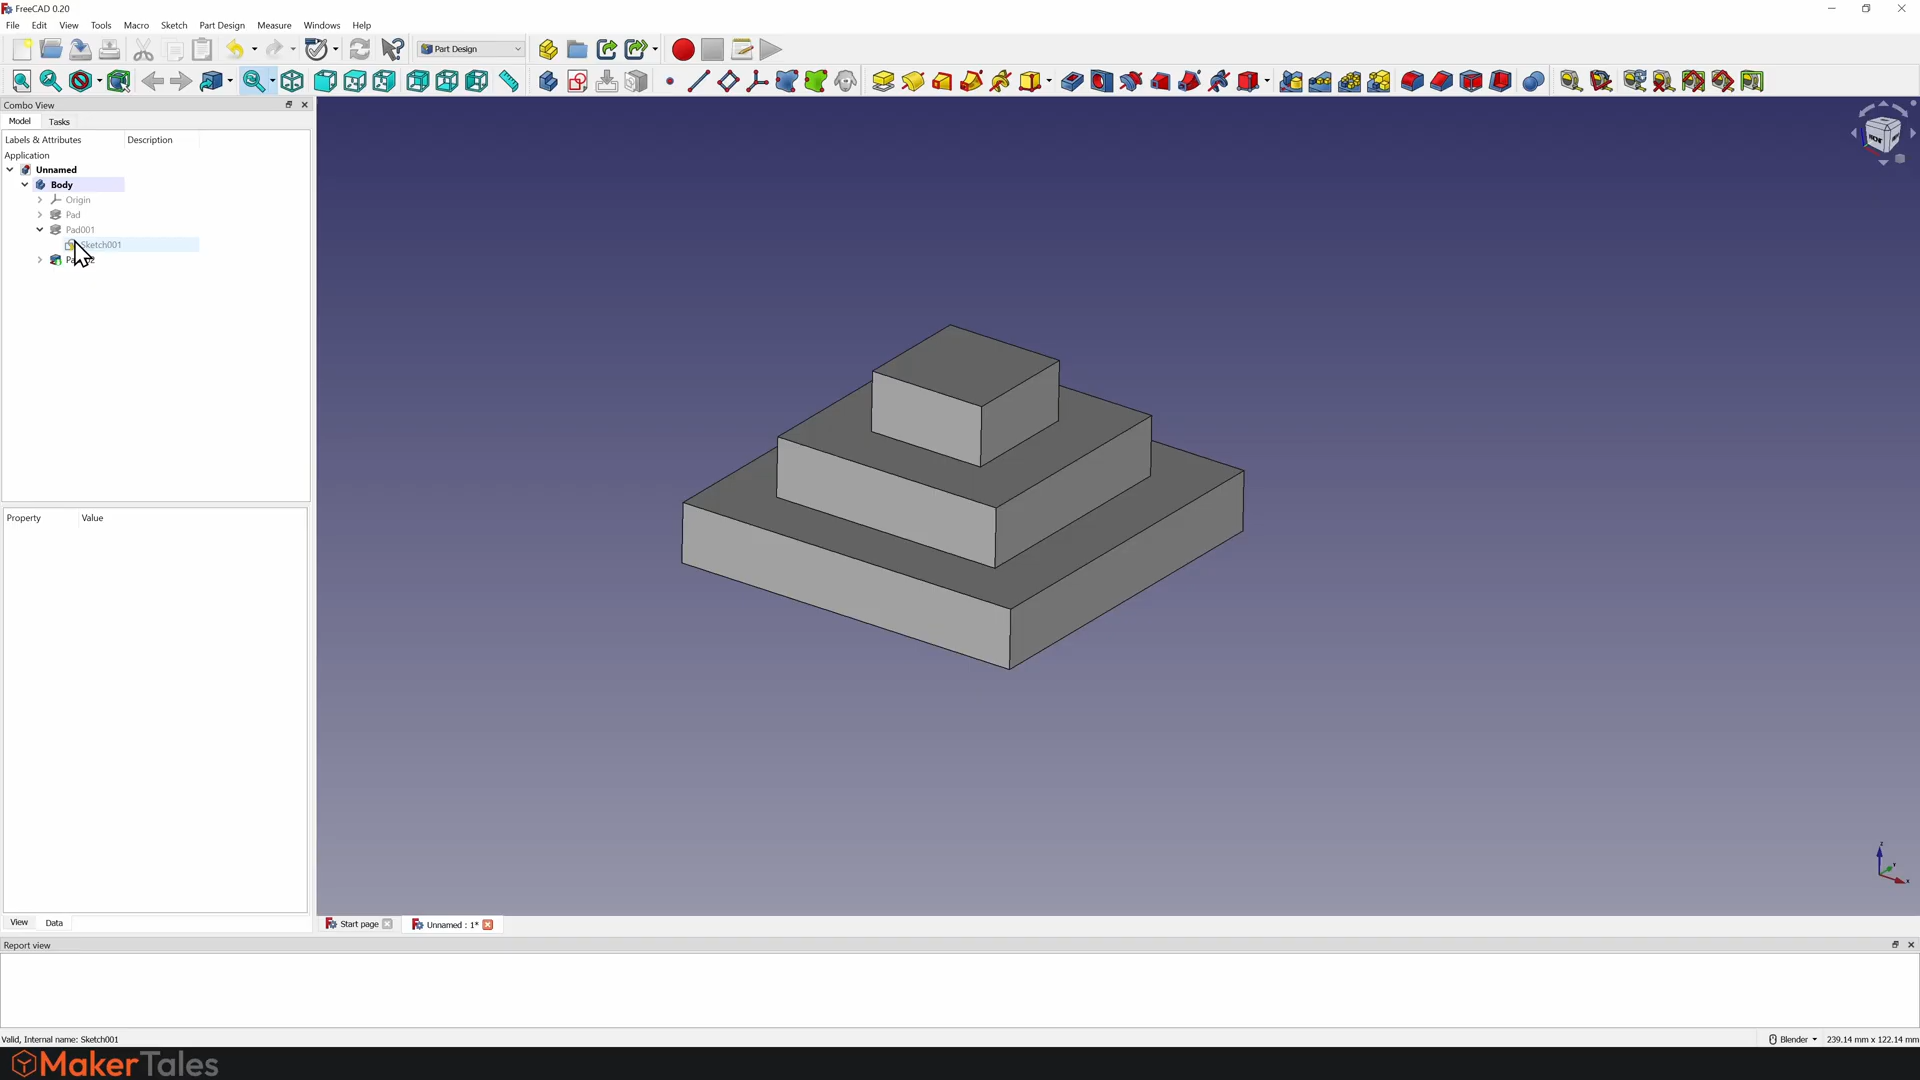 FreeCAD 0.20
File Edit View Tools Macro Sketch Part Design Measure Windows Help
Part Design
Combo View
Model Tasks
Labels & Attributes Description
Application
Unnamed
Body
Origin
Pad
Pad001
Sketch001
Property Value
View Data
Start page Unnamed : 1*
Report view
Valid, Internal name: Sketch001
Blender 239.14 mm x 122.14 mm
MakerTales